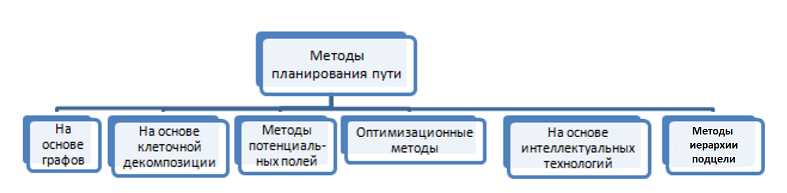 Методы
планирования пути
На
основе
графов
На основе
клеточной
декомпозиции
Методы
потенциаль-
ных полей
Оптимизационные
методы
На основе
интеллектуальных
технологий
Методы
иерархии
подцели